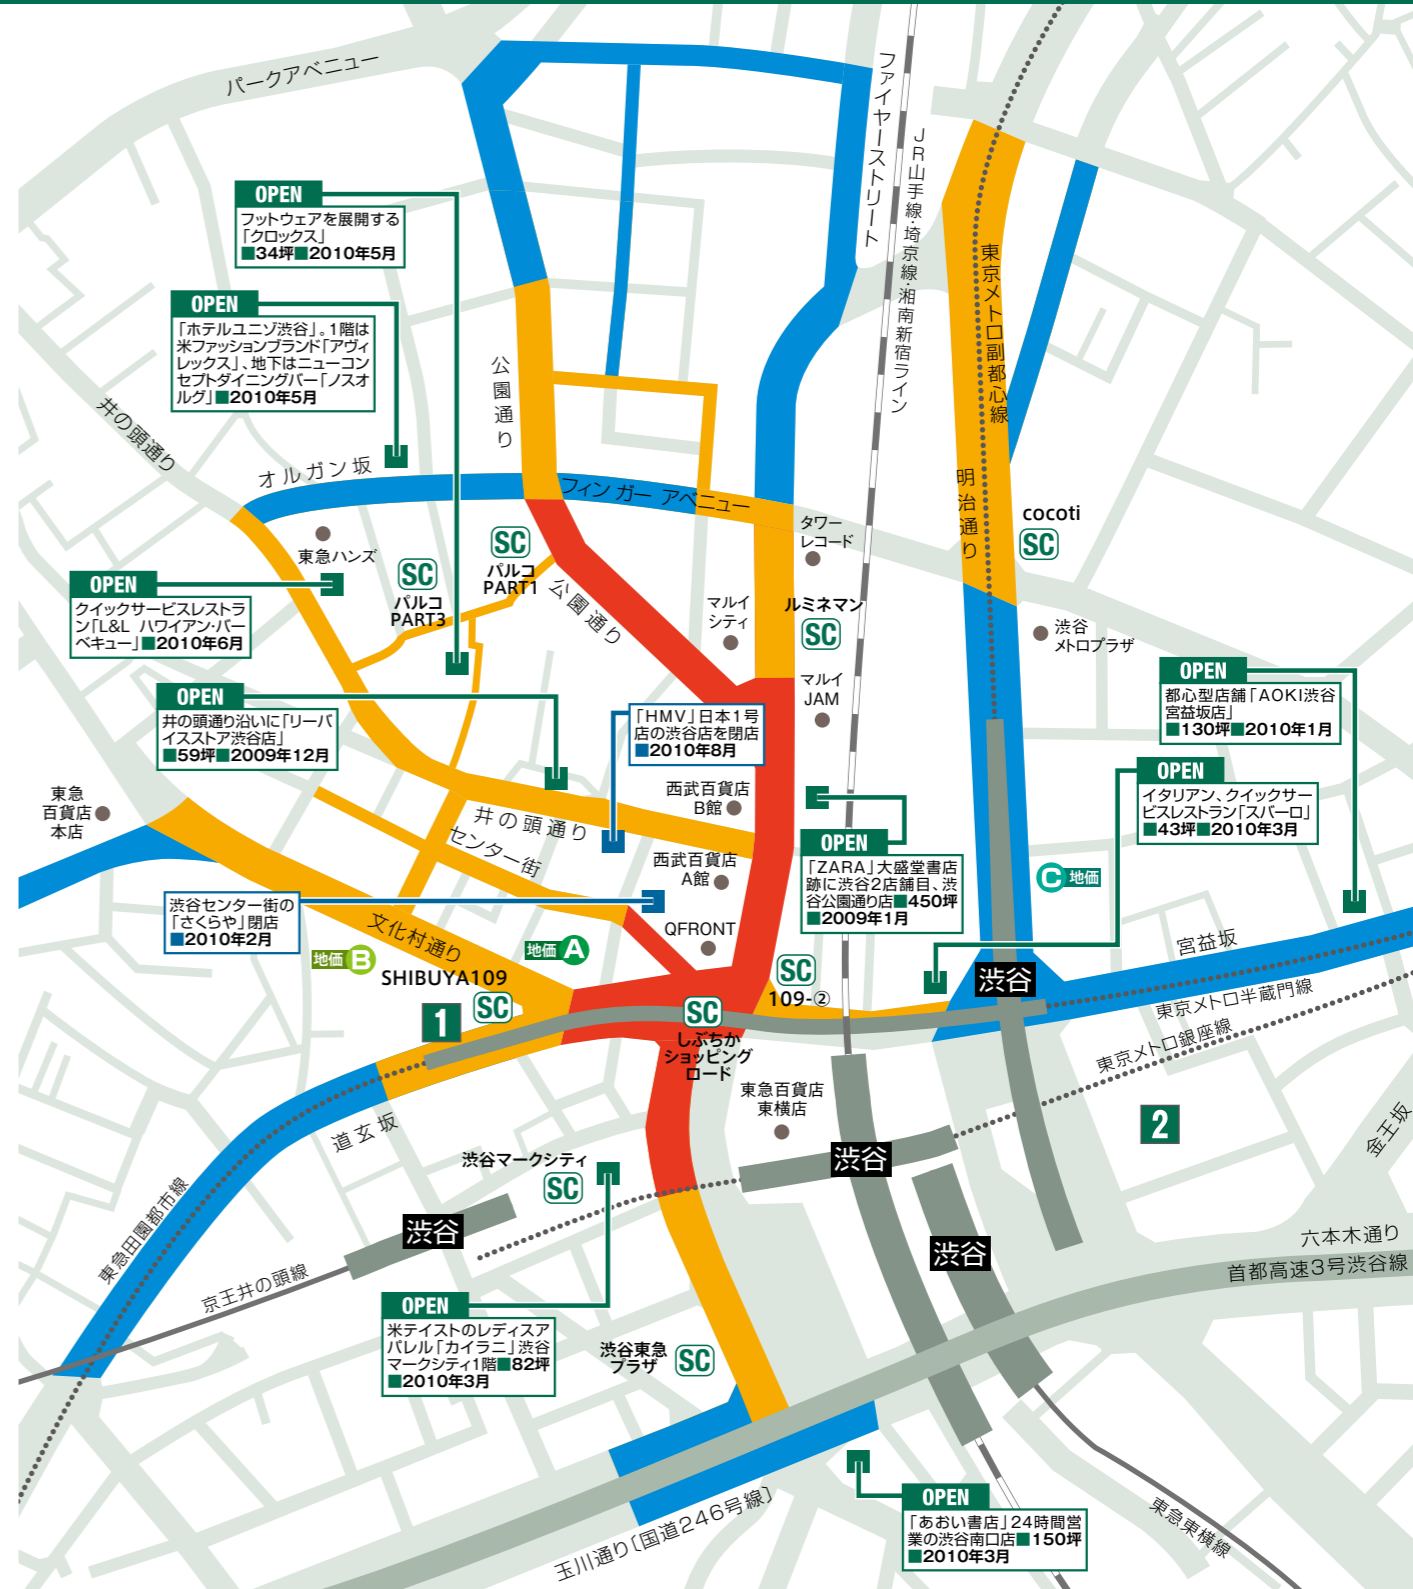 パークアベニュー
ファイヤーストリート
JR山手線・埼京線・湘南新宿ライン
OPEN
フットウェアを展開する
「クロックス」
■34坪■2010年5月
OPEN
「ホテルユニゾ渋谷」。1階は
米ファッションブランド「アヴィ
レックス」、地下はニューコン
セプトダイニングバー「ノスオ
ルグ」■2010年5月
東京メトロ副都心線
公園通り
井の頭通り
オルガン坂
フィンガー アベニュー
明治通り
cocoti
SC
タワー
レコード
東急ハンズ
SC
パルコ
PART1
SC
パルコ
PART3
公園通り
OPEN
クイックサービスレストラ
ン「L&L ハワイアン・バー
ベキュー」■2010年6月
マルイ
シティ
ルミネマン
SC
渋谷
メトロプラザ
マルイ
JAM
OPEN
都心型店舗「AOKI渋谷
宮益坂店」
■130坪■2010年1月
OPEN
井の頭通り沿いに「リーバ
イスストア渋谷店」
■59坪■2009年12月
「HMV」日本1号
店の渋谷店を閉店
■2010年8月
OPEN
イタリアン、クイックサー
ビスレストラン「スバーロ」
■43坪■2010年3月
東急
百貨店
本店
西武百貨店
B館
井の頭通り
センター街
OPEN
「ZARA」大盛堂書店
跡に渋谷2店舗目、渋
谷公園通り店■450坪
■2009年1月
西武百貨店
A館
C 地価
渋谷センター街の
「さくらや」閉店
■2010年2月
文化村通り
QFRONT
地価 A
地価 B
SHIBUYA109
SC
1
SC
109-②
宮益坂
渋谷
東京メトロ半蔵門線
東京メトロ銀座線
SC
しぶちか
ショッピング
ロード
東急百貨店
東横店
2
金王坂
道玄坂
渋谷マークシティ
SC
渋谷
渋谷
渋谷
東急田園都市線
京王井の頭線
六本木通り
首都高速3号渋谷線
OPEN
米テイストのレディスア
パレル「カイラニ」渋谷
マークシティ1階■82坪
■2010年3月
渋谷東急
プラザ
SC
玉川通り〔国道246号線〕
OPEN
「あおい書店」24時間営
業の渋谷南口店■150坪
■2010年3月
東急東横線